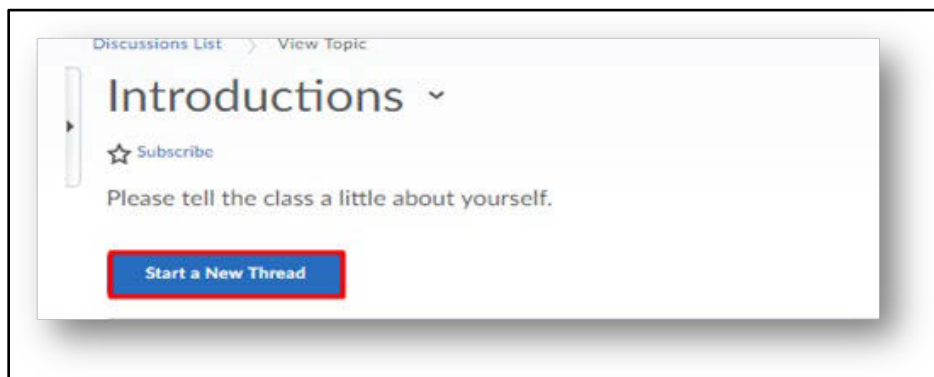 Discussions List > View Topic
Introductions
Subscribe
Please tell the class a little about yourself.
Start a New Thread